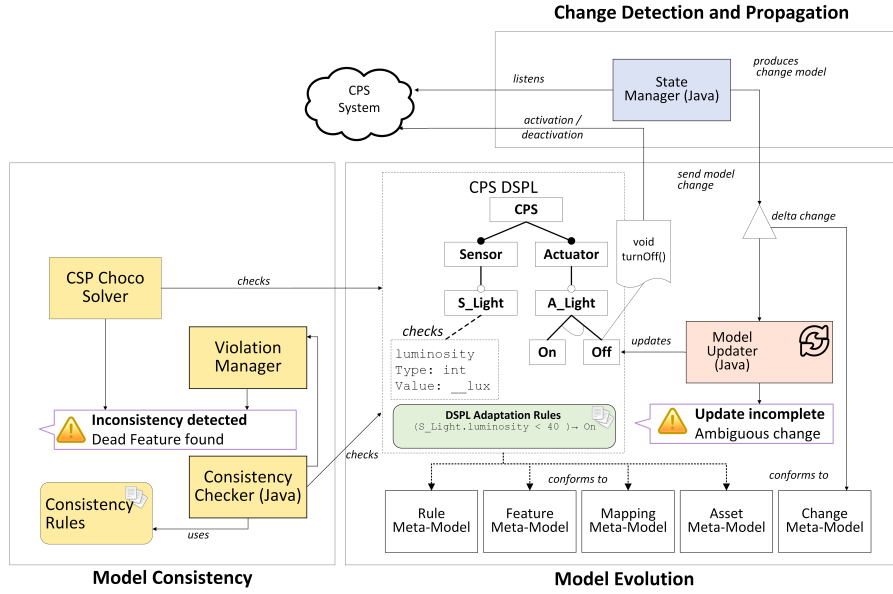 Change Detection and Propagation
State
Manager (Java)
produces
change model
listens
CPS
System
activation /
deactivation
send model
change
delta change
CPS DSPL
CPS
Sensor
Actuator
S_Light
A_Light
On
Off
void
turnOff()
checks
luminosity
Type: int
Value: __lux
DSPL Adaptation Rules
(S_Light.luminosity < 40 )→ On
updates
Model
Updater
(Java)
Update incomplete
Ambiguous change
CSP Choco
Solver
checks
Violation
Manager
Inconsistency detected
Dead Feature found
Consistency
Checker (Java)
checks
Consistency
Rules
uses
conforms to
conforms to
Rule
Meta-Model
Feature
Meta-Model
Mapping
Meta-Model
Asset
Meta-Model
Change
Meta-Model
Model Consistency
Model Evolution